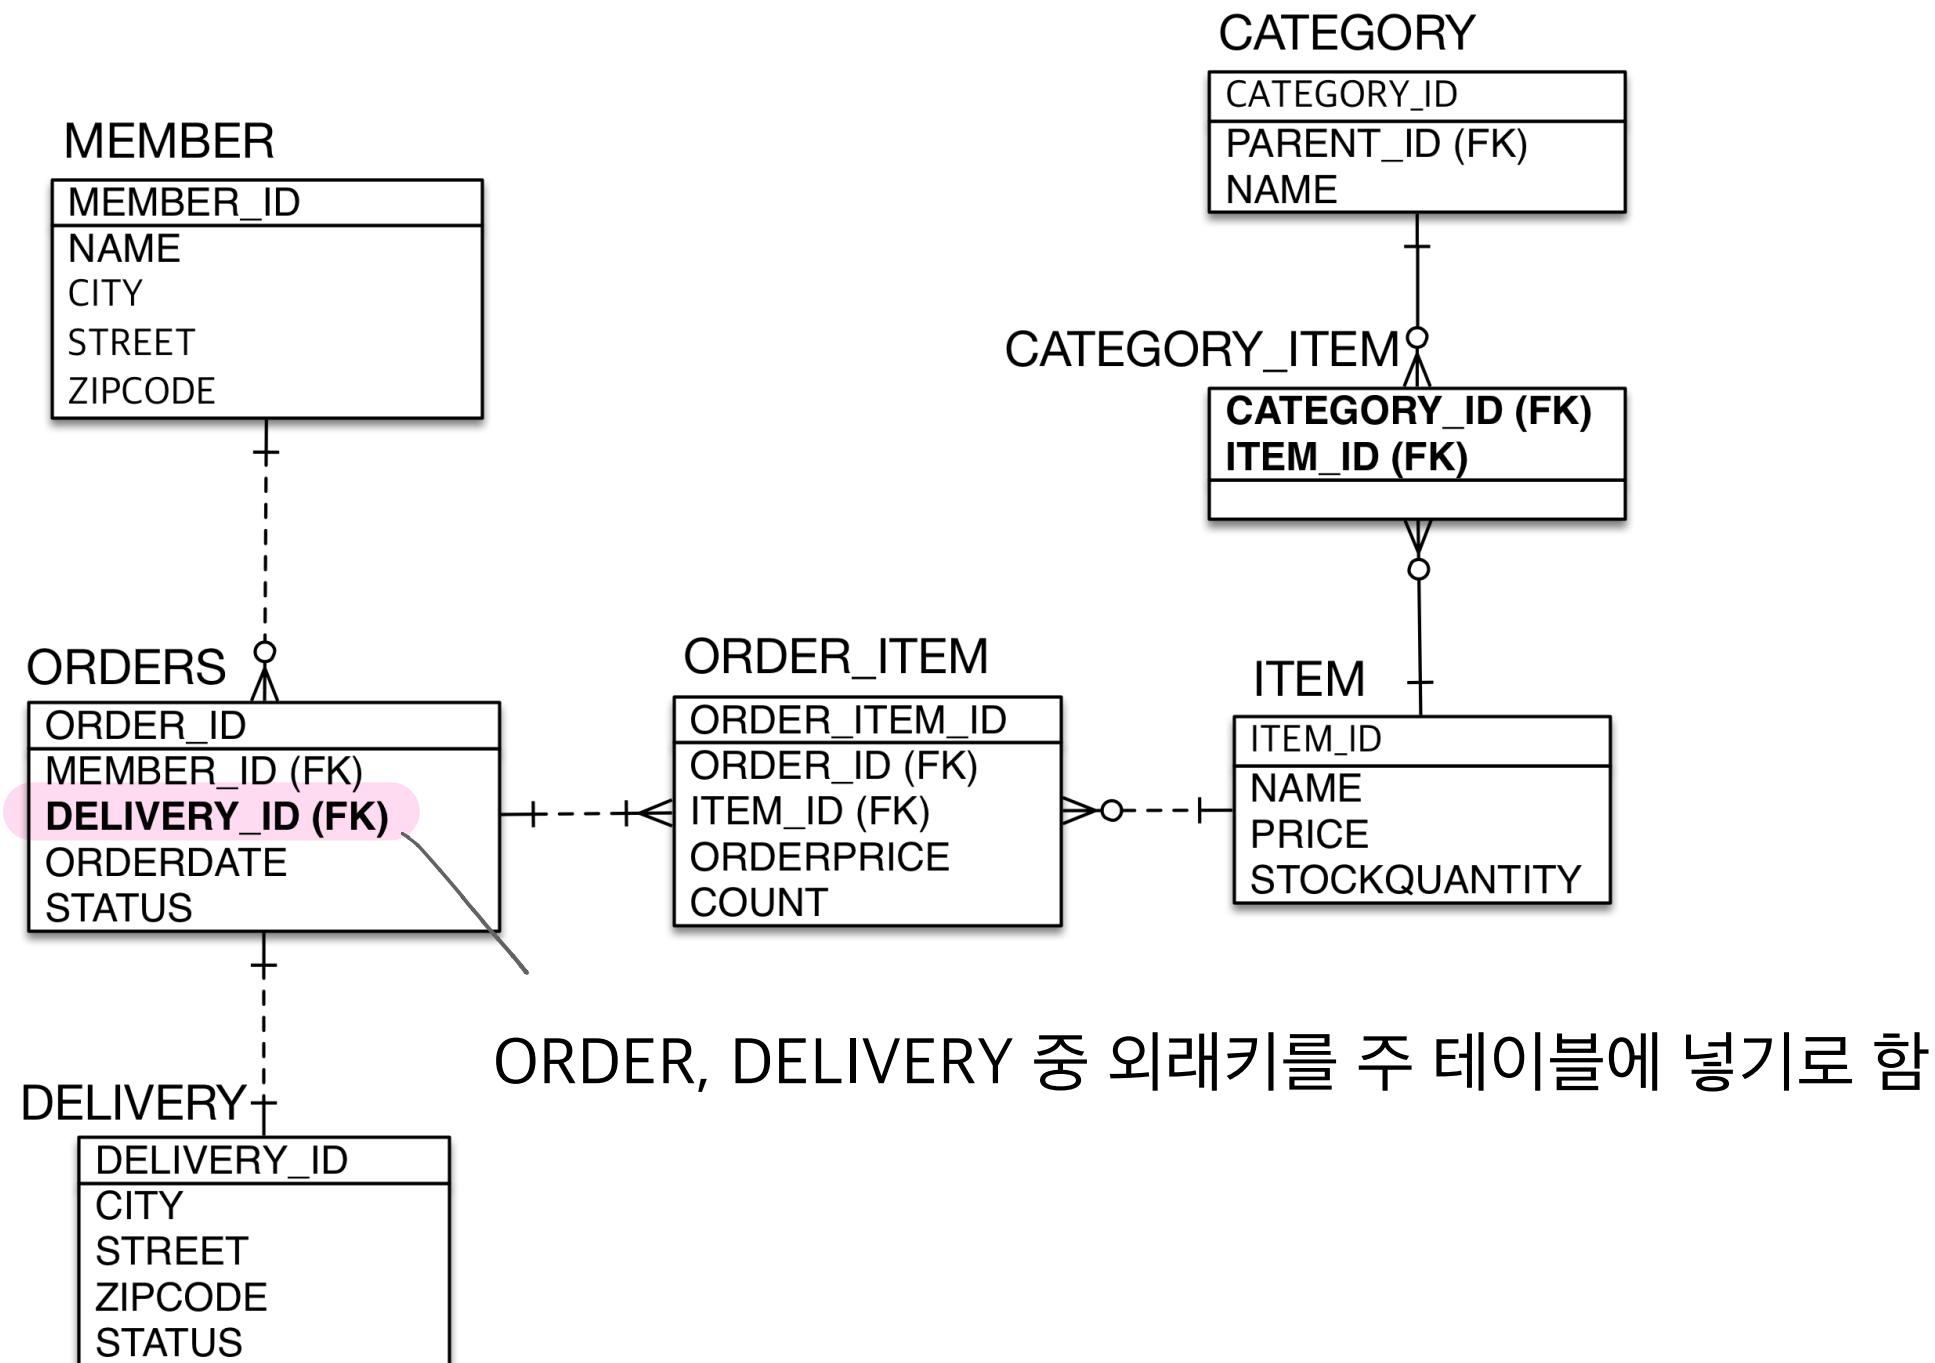 CATEGORY
CATEGORY_ID
PARENT_ID (FK)
NAME
MEMBER
MEMBER_ID
NAME
CITY
STREET
ZIPCODE
CATEGORY_ITEM
CATEGORY_ID (FK)
ITEM_ID (FK)
ORDERS
ORDER_ID
MEMBER_ID (FK)
DELIVERY_ID (FK)
ORDERDATE
STATUS
ORDER_ITEM
ORDER_ITEM_ID
ORDER_ID (FK)
ITEM_ID (FK)
ORDERPRICE
COUNT
ITEM
ITEM_ID
NAME
PRICE
STOCKQUANTITY
ORDER, DELIVERY 중 외래키를 주 테이블에 넣기로 함
DELIVERY
DELIVERY_ID
CITY
STREET
ZIPCODE
STATUS